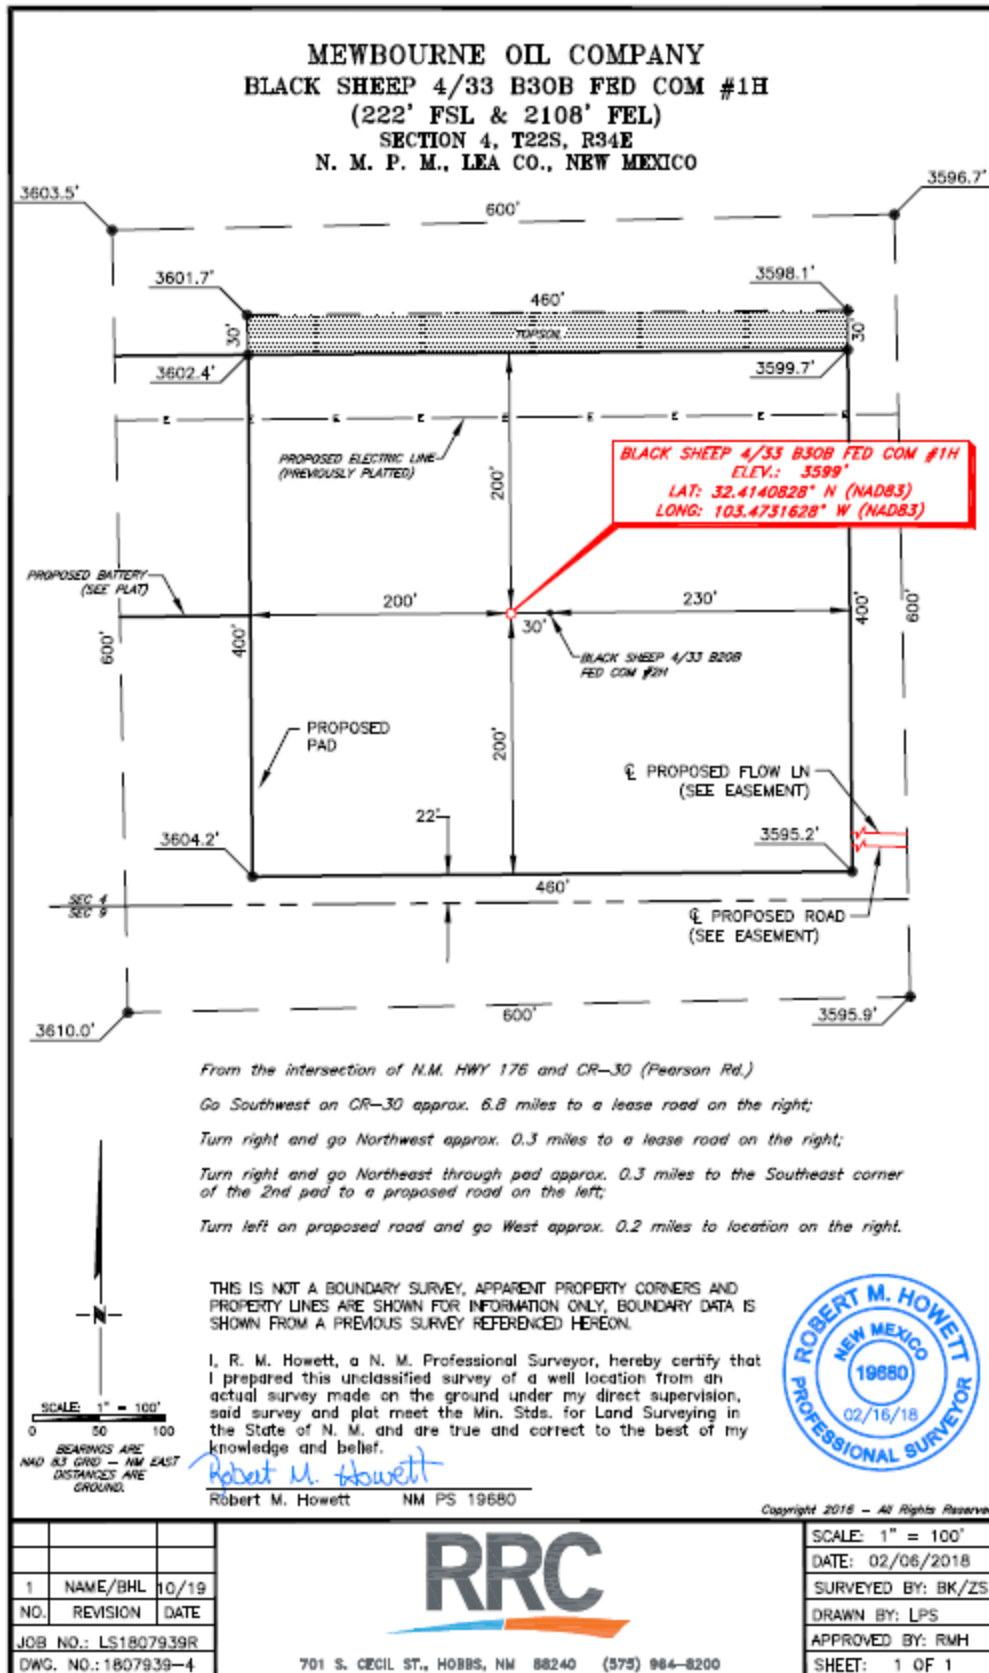 MEWBOURNE OIL COMPANY
BLACK SHEEP 4/33 B3OB FED COM #1H
(222' FSL & 2108' FEL)
SECTION 4, T22S, R34E
N. M. P. M., LEA CO., NEW MEXICO
3603.5'
3596.7'
600'
3601.7'
3598.1'
460'
30'
TOPSOIL
30'
3602.4'
3599.7'
E E E E E E E E E
PROPOSED ELECTRIC LINE
(PREVIOUSLY PLATTED)
200'
BLACK SHEEP 4/33 B3OB FED COM #1H
ELEV.: 3599'
LAT: 32.4140828° N (NAD83)
LONG: 103.4731628° W (NAD83)
PROPOSED BATTERY
(SEE PLAT)
200'
230'
30'
600'
400'
400'
600'
BLACK SHEEP 4/33 B2OB
FED COM #2H
PROPOSED
PAD
200'
℄ PROPOSED FLOW LN
(SEE EASEMENT)
22'
3604.2'
3595.2'
460'
SEC 4
SEC 9
℄ PROPOSED ROAD
(SEE EASEMENT)
600'
3610.0'
3595.9'
From the intersection of N.M. HWY 176 and CR-30 (Pearson Rd.)
Go Southwest on CR-30 approx. 6.8 miles to a lease road on the right;
Turn right and go Northwest approx. 0.3 miles to a lease road on the right;
Turn right and go Northeast through pad approx. 0.3 miles to the Southeast corner
of the 2nd pad to a proposed road on the left;
Turn left on proposed road and go West approx. 0.2 miles to location on the right.
THIS IS NOT A BOUNDARY SURVEY, APPARENT PROPERTY CORNERS AND
PROPERTY LINES ARE SHOWN FOR INFORMATION ONLY, BOUNDARY DATA IS
SHOWN FROM A PREVIOUS SURVEY REFERENCED HEREON.
I, R. M. Howett, a N. M. Professional Surveyor, hereby certify that
I prepared this unclassified survey of a well location from an
actual survey made on the ground under my direct supervision,
said survey and plat meet the Min. Stds. for Land Surveying in
the State of N. M. and are true and correct to the best of my
knowledge and belief.
Robert M. Howett
Robert M. Howett NM PS 19680
N
SCALE: 1" = 100'
0 50 100
BEARINGS ARE
NAD 83 GRID - NM EAST
DISTANCES ARE
GROUND.
ROBERT M. HOWETT
NEW MEXICO
19680
02/16/18
PROFESSIONAL SURVEYOR
Copyright 2016 - All Rights Reserved
1 NAME/BHL 10/19
NO. REVISION DATE
JOB NO.: LS1807939R
DWG. NO.: 1807939-4
RRC
701 S. CECIL ST., HOBBS, NM 88240 (575) 964-8200
SCALE: 1" = 100'
DATE: 02/06/2018
SURVEYED BY: BK/ZS
DRAWN BY: LPS
APPROVED BY: RMH
SHEET: 1 OF 1